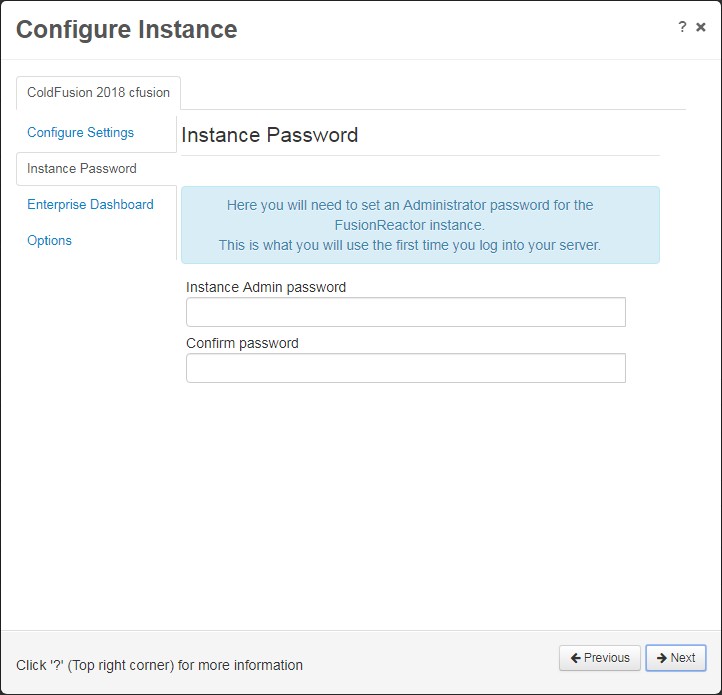 Configure Instance
?
ColdFusion 2018 cfusion
Configure Settings
Instance Password
Enterprise Dashboard
Options
Instance Password
Here you will need to set an Administrator password for the
FusionReactor instance.
This is what you will use the first time you log into your server.
Instance Admin password
Confirm password
Click '?' (Top right corner) for more information
Previous
Next